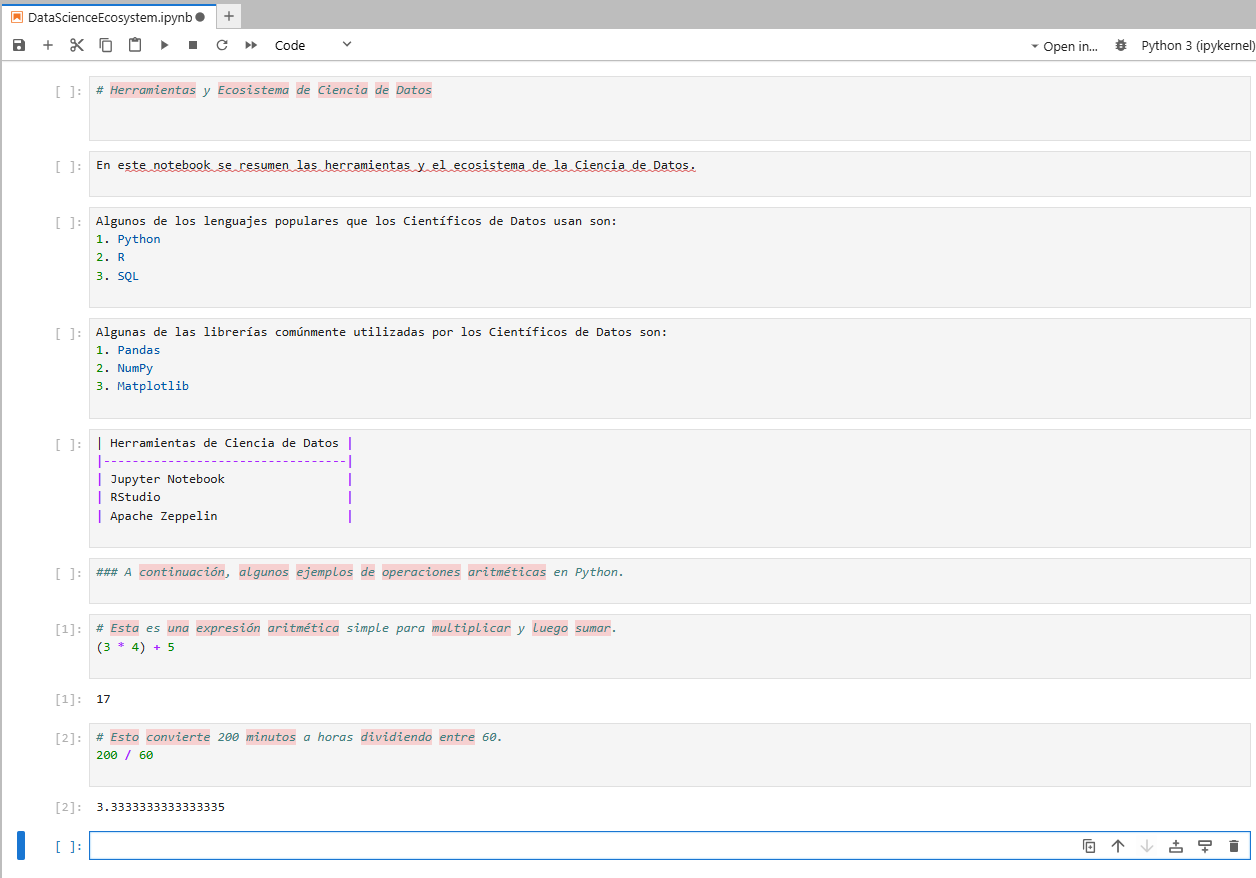 DataScienceEcosystem.ipynb
Code
Open in...
Python 3 (ipykernel)
[ ]: # Herramientas y Ecosistema de Ciencia de Datos
[ ]: En este notebook se resumen las herramientas y el ecosistema de la Ciencia de Datos.
[ ]: Algunos de los lenguajes populares que los Científicos de Datos usan son:
1. Python
2. R
3. SQL
[ ]: Algunas de las librerías comúnmente utilizadas por los Científicos de Datos son:
1. Pandas
2. NumPy
3. Matplotlib
[ ]: | Herramientas de Ciencia de Datos |
|----------------------------------|
| Jupyter Notebook                 |
| RStudio                          |
| Apache Zeppelin                  |
[ ]: ### A continuación, algunos ejemplos de operaciones aritméticas en Python.
[1]: # Esta es una expresión aritmética simple para multiplicar y luego sumar.
(3 * 4) + 5
[1]: 17
[2]: # Esto convierte 200 minutos a horas dividiendo entre 60.
200 / 60
[2]: 3.3333333333333335
[ ]: